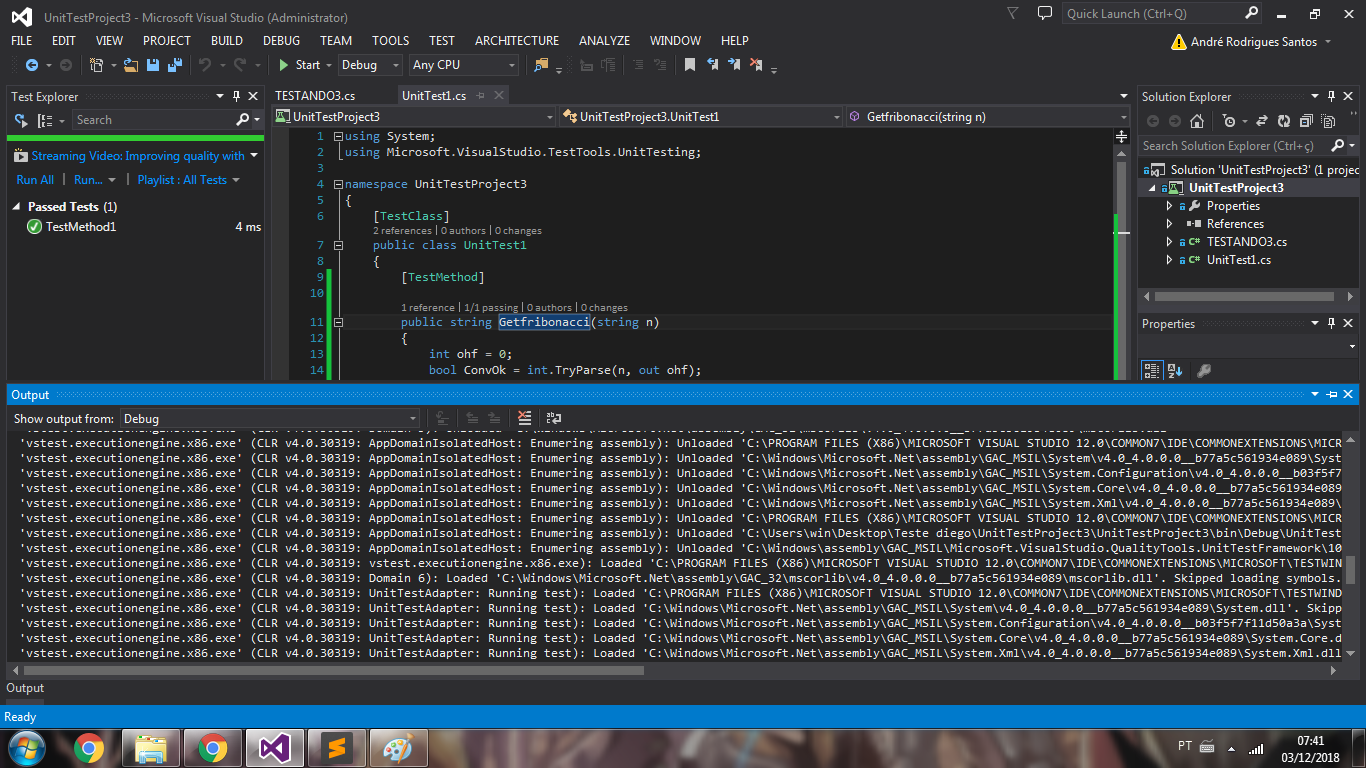 UnitTestProject3 - Microsoft Visual Studio (Administrator)
Quick Launch (Ctrl+Q)
FILE EDIT VIEW PROJECT BUILD DEBUG TEAM TOOLS TEST ARCHITECTURE ANALYZE WINDOW HELP
André Rodrigues Santos
Start Debug Any CPU
Test Explorer
Search
Streaming Video: Improving quality with
Run All | Run... | Playlist : All Tests
Passed Tests (1)
TestMethod1 4 ms
TESTANDO3.cs UnitTest1.cs
UnitTestProject3 UnitTestProject3.UnitTest1 Getfribonacci(string n)
1 using System;
2 using Microsoft.VisualStudio.TestTools.UnitTesting;
3
4 namespace UnitTestProject3
5 {
6 [TestClass]
2 references | 0 authors | 0 changes
7 public class UnitTest1
8 {
9 [TestMethod]
10
1 reference | 1/1 passing | 0 authors | 0 changes
11 public string Getfribonacci(string n)
12 {
13 int ohf = 0;
14 bool ConvOk = int.TryParse(n, out ohf);
Solution Explorer
Search Solution Explorer (Ctrl+ç)
Solution 'UnitTestProject3' (1 projec
UnitTestProject3
Properties
References
C# TESTANDO3.cs
C# UnitTest1.cs
Properties
Output
Show output from: Debug
'vstest.executionengine.x86.exe' (CLR v4.0.30319: AppDomainIsolatedHost: Enumering assembly): Unloaded 'C:\PROGRAM FILES (X86)\MICROSOFT VISUAL STUDIO 12.0\COMMON7\IDE\COMMONEXTENSIONS\MICR
'vstest.executionengine.x86.exe' (CLR v4.0.30319: AppDomainIsolatedHost: Enumering assembly): Unloaded 'C:\Windows\Microsoft.Net\assembly\GAC_MSIL\System\v4.0_4.0.0.0__b77a5c561934e089\Syst
'vstest.executionengine.x86.exe' (CLR v4.0.30319: AppDomainIsolatedHost: Enumering assembly): Unloaded 'C:\Windows\Microsoft.Net\assembly\GAC_MSIL\System.Configuration\v4.0_4.0.0.0__b03f5f7
'vstest.executionengine.x86.exe' (CLR v4.0.30319: AppDomainIsolatedHost: Enumering assembly): Unloaded 'C:\Windows\Microsoft.Net\assembly\GAC_MSIL\System.Core\v4.0_4.0.0.0__b77a5c561934e089
'vstest.executionengine.x86.exe' (CLR v4.0.30319: AppDomainIsolatedHost: Enumering assembly): Unloaded 'C:\Windows\Microsoft.Net\assembly\GAC_MSIL\System.Xml\v4.0_4.0.0.0__b77a5c561934e089\
'vstest.executionengine.x86.exe' (CLR v4.0.30319: AppDomainIsolatedHost: Enumering assembly): Unloaded 'C:\PROGRAM FILES (X86)\MICROSOFT VISUAL STUDIO 12.0\COMMON7\IDE\COMMONEXTENSIONS\MICR
'vstest.executionengine.x86.exe' (CLR v4.0.30319: AppDomainIsolatedHost: Enumering assembly): Unloaded 'C:\Users\win\Desktop\Teste diego\UnitTestProject3\UnitTestProject3\bin\Debug\UnitTest
'vstest.executionengine.x86.exe' (CLR v4.0.30319: AppDomainIsolatedHost: Enumering assembly): Unloaded 'C:\Windows\assembly\GAC_MSIL\Microsoft.VisualStudio.QualityTools.UnitTestFramework\10
'vstest.executionengine.x86.exe' (CLR v4.0.30319: vstest.executionengine.x86.exe): Loaded 'C:\PROGRAM FILES (X86)\MICROSOFT VISUAL STUDIO 12.0\COMMON7\IDE\COMMONEXTENSIONS\MICROSOFT\TESTWIN
'vstest.executionengine.x86.exe' (CLR v4.0.30319: Domain 6): Loaded 'C:\Windows\Microsoft.Net\assembly\GAC_32\mscorlib\v4.0_4.0.0.0__b77a5c561934e089\mscorlib.dll'. Skipped loading symbols.
'vstest.executionengine.x86.exe' (CLR v4.0.30319: UnitTestAdapter: Running test): Loaded 'C:\PROGRAM FILES (X86)\MICROSOFT VISUAL STUDIO 12.0\COMMON7\IDE\COMMONEXTENSIONS\MICROSOFT\TESTWIND
'vstest.executionengine.x86.exe' (CLR v4.0.30319: UnitTestAdapter: Running test): Loaded 'C:\Windows\Microsoft.Net\assembly\GAC_MSIL\System\v4.0_4.0.0.0__b77a5c561934e089\System.dll'. Skipp
'vstest.executionengine.x86.exe' (CLR v4.0.30319: UnitTestAdapter: Running test): Loaded 'C:\Windows\Microsoft.Net\assembly\GAC_MSIL\System.Configuration\v4.0_4.0.0.0__b03f5f7f11d50a3a\Syst
'vstest.executionengine.x86.exe' (CLR v4.0.30319: UnitTestAdapter: Running test): Loaded 'C:\Windows\Microsoft.Net\assembly\GAC_MSIL\System.Core\v4.0_4.0.0.0__b77a5c561934e089\System.Core.d
'vstest.executionengine.x86.exe' (CLR v4.0.30319: UnitTestAdapter: Running test): Loaded 'C:\Windows\Microsoft.Net\assembly\GAC_MSIL\System.Xml\v4.0_4.0.0.0__b77a5c561934e089\System.Xml.dll
Output
Ready
PT
07:41
03/12/2018